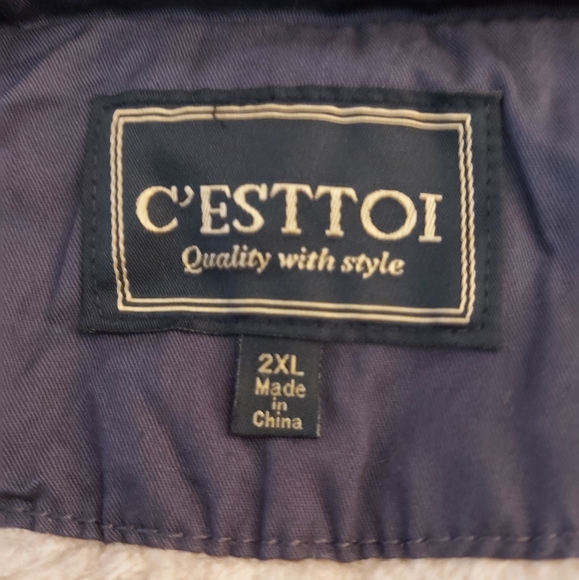 C'ESTTOI
Quality with style
2XL
Made
in
China